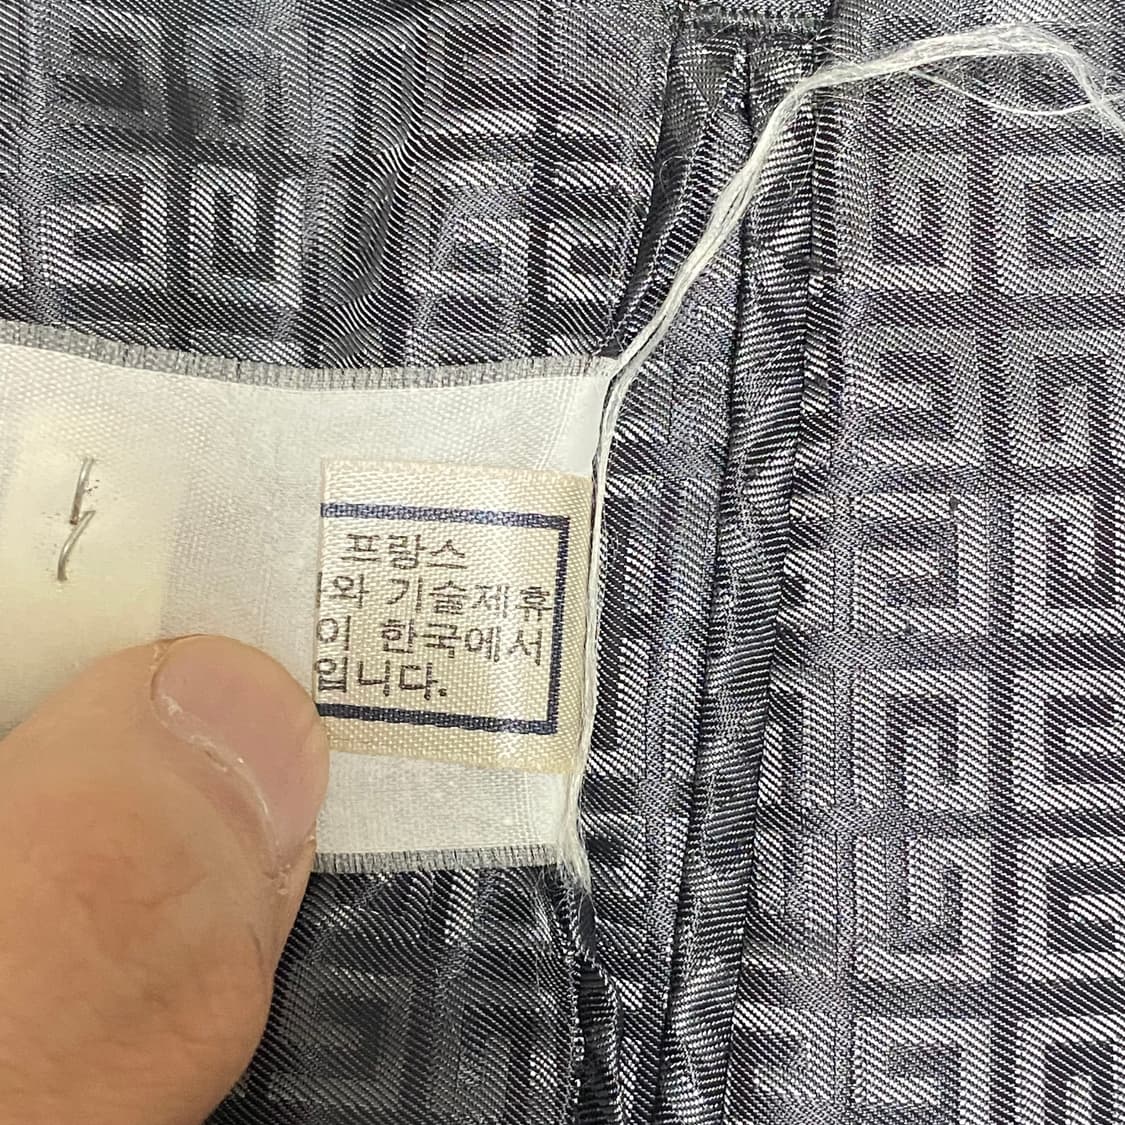 프랑스
와 기술제휴
이 한국에서
입니다.